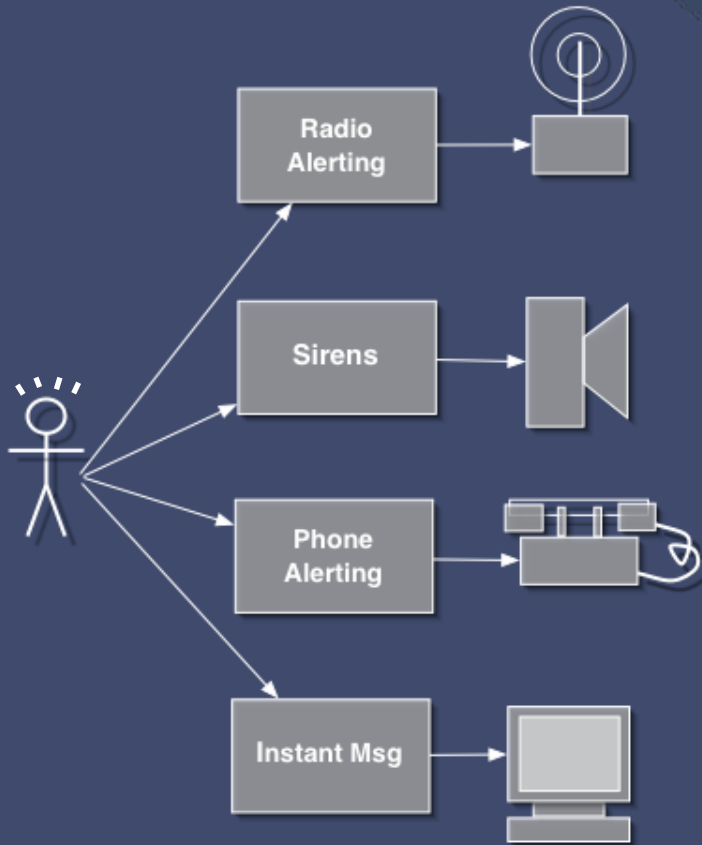 Radio
Alerting
Sirens
Phone
Alerting
Instant Msg